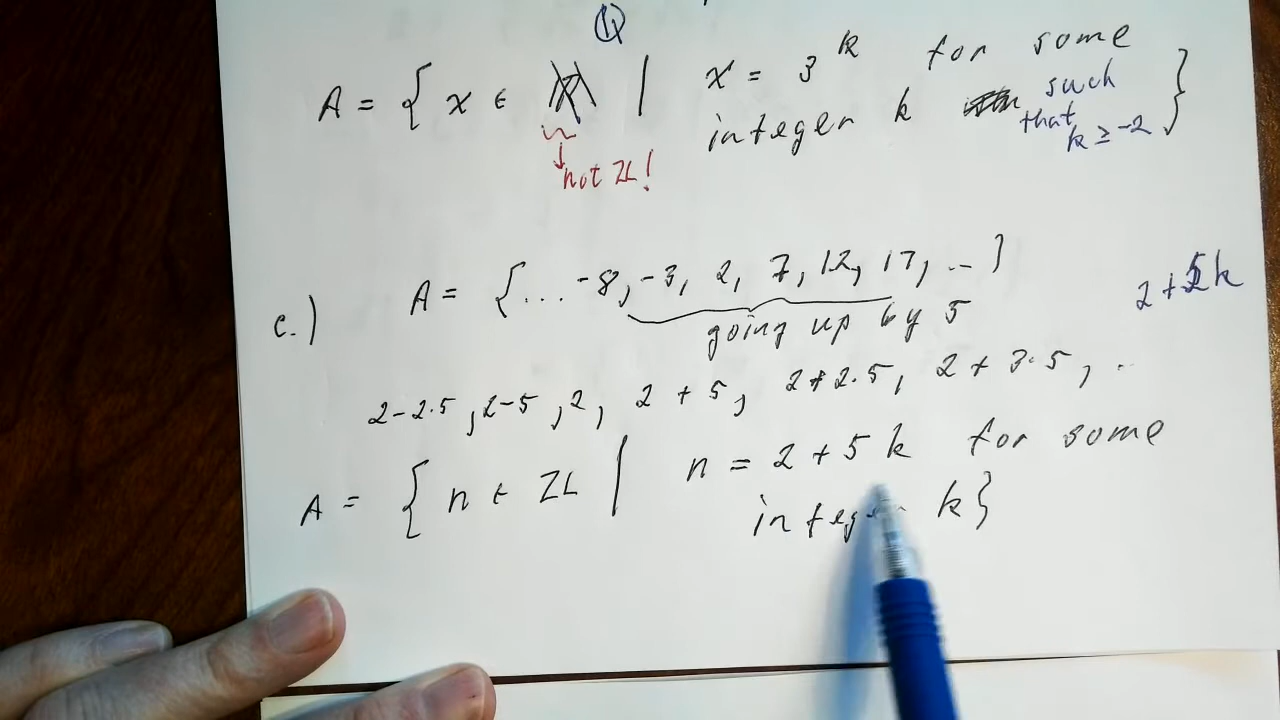 ℚ
A = { x ∈ | x = 3^k for some
integer k such that k ≥ -2 }
not ℤ!
c.) A = {... -8, -3, 2, 7, 12, 17, ... }
going up by 5
2 + 5k
2-2·5, 2-5, 2, 2 + 5, 2+2·5, 2 + 3·5, ..
A = { n ∈ ℤ | n = 2 + 5k for some
integer k}